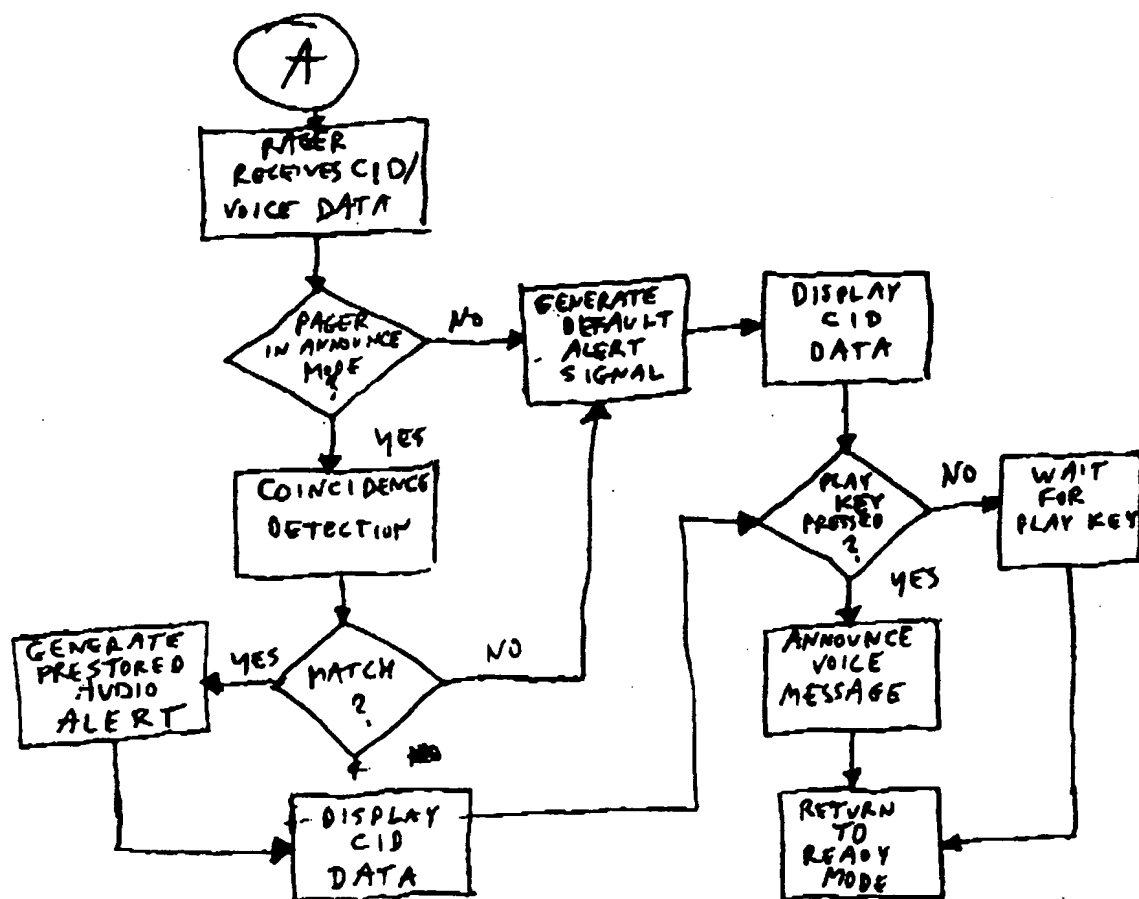 A
PAGER
RECEIVES CID/
VOICE DATA
PAGER
IN ANNOUNCE
MODE
?
NO
GENERATE
DEFAULT
ALERT
SIGNAL
DISPLAY
CID
DATA
YES
COINCIDENCE
DETECTION
PLAY
KEY
PRESSED
?
NO
WAIT
FOR
PLAY KEY
YES
MATCH
?
YES
NO
GENERATE
PRESTORED
AUDIO
ALERT
ANNOUNCE
VOICE
MESSAGE
DISPLAY
CID
DATA
RETURN
TO
READY
MODE